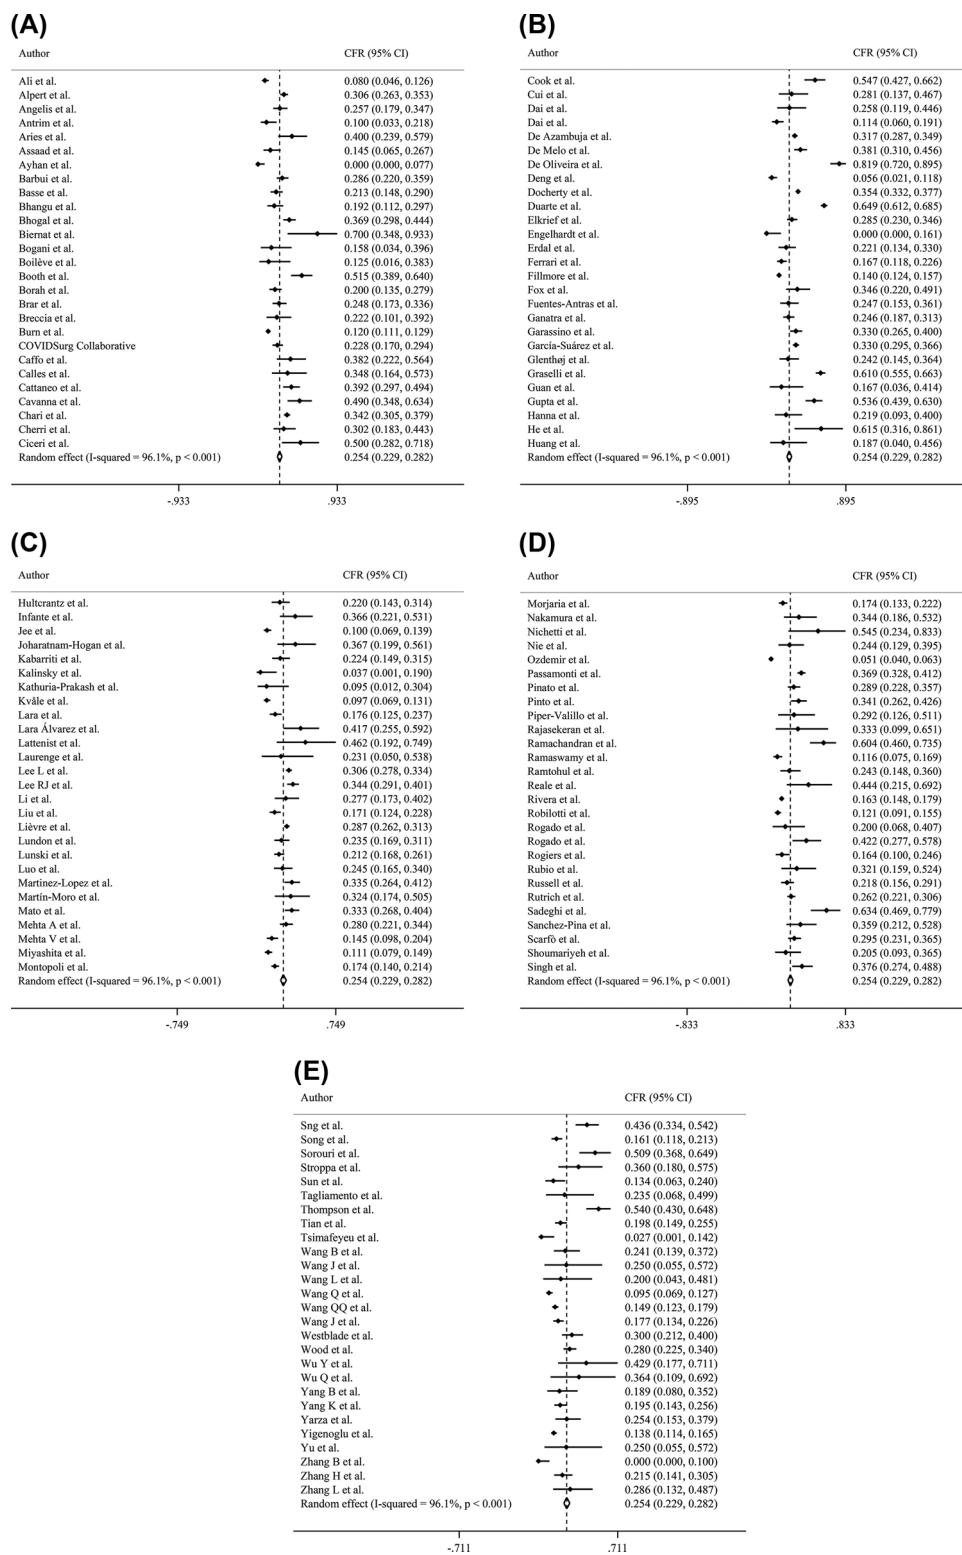 (A)
Author CFR (95% CI)
Ali et al. 0.080 (0.046, 0.126)
Alpert et al. 0.306 (0.263, 0.353)
Angelis et al. 0.257 (0.179, 0.347)
Antrim et al. 0.100 (0.033, 0.218)
Aries et al. 0.400 (0.239, 0.579)
Assaad et al. 0.145 (0.065, 0.267)
Ayhan et al. 0.000 (0.000, 0.077)
Barbui et al. 0.286 (0.220, 0.359)
Basse et al. 0.213 (0.148, 0.290)
Bhangu et al. 0.192 (0.112, 0.297)
Bhogal et al. 0.369 (0.298, 0.444)
Biernat et al. 0.700 (0.348, 0.933)
Bogani et al. 0.158 (0.034, 0.396)
Boilève et al. 0.125 (0.016, 0.383)
Booth et al. 0.515 (0.389, 0.640)
Borah et al. 0.200 (0.135, 0.279)
Brar et al. 0.248 (0.173, 0.336)
Breccia et al. 0.222 (0.101, 0.392)
Burn et al. 0.120 (0.111, 0.129)
COVIDSurg Collaborative 0.228 (0.170, 0.294)
Caffo et al. 0.382 (0.222, 0.564)
Calles et al. 0.348 (0.164, 0.573)
Cattaneo et al. 0.392 (0.297, 0.494)
Cavanna et al. 0.490 (0.348, 0.634)
Chari et al. 0.342 (0.305, 0.379)
Cherri et al. 0.302 (0.183, 0.443)
Ciceri et al. 0.500 (0.282, 0.718)
Random effect (I-squared = 96.1%, p < 0.001) 0.254 (0.229, 0.282)
-.933 .933
(B)
Author CFR (95% CI)
Cook et al. 0.547 (0.427, 0.662)
Cui et al. 0.281 (0.137, 0.467)
Dai et al. 0.258 (0.119, 0.446)
Dai et al. 0.114 (0.060, 0.191)
De Azambuja et al. 0.317 (0.287, 0.349)
De Melo et al. 0.381 (0.310, 0.456)
De Oliveira et al. 0.819 (0.720, 0.895)
Deng et al. 0.056 (0.021, 0.118)
Docherty et al. 0.354 (0.332, 0.377)
Duarte et al. 0.649 (0.612, 0.685)
Elkrief et al. 0.285 (0.230, 0.346)
Engelhardt et al. 0.000 (0.000, 0.161)
Erdal et al. 0.221 (0.134, 0.330)
Ferrari et al. 0.167 (0.118, 0.226)
Fillmore et al. 0.140 (0.124, 0.157)
Fox et al. 0.346 (0.220, 0.491)
Fuentes-Antras et al. 0.247 (0.153, 0.361)
Ganatra et al. 0.246 (0.187, 0.313)
Garassino et al. 0.330 (0.265, 0.400)
García-Suárez et al. 0.330 (0.295, 0.366)
Glenthøj et al. 0.242 (0.145, 0.364)
Graselli et al. 0.610 (0.555, 0.663)
Guan et al. 0.167 (0.036, 0.414)
Gupta et al. 0.536 (0.439, 0.630)
Hanna et al. 0.219 (0.093, 0.400)
He et al. 0.615 (0.316, 0.861)
Huang et al. 0.187 (0.040, 0.456)
Random effect (I-squared = 96.1%, p < 0.001) 0.254 (0.229, 0.282)
-.895 .895
(C)
Author CFR (95% CI)
Hultcrantz et al. 0.220 (0.143, 0.314)
Infante et al. 0.366 (0.221, 0.531)
Jee et al. 0.100 (0.069, 0.139)
Joharatnam-Hogan et al. 0.367 (0.199, 0.561)
Kabarriti et al. 0.224 (0.149, 0.315)
Kalinsky et al. 0.037 (0.001, 0.190)
Kathuria-Prakash et al. 0.095 (0.012, 0.304)
Kvåle et al. 0.097 (0.069, 0.131)
Lara et al. 0.176 (0.125, 0.237)
Lara Álvarez et al. 0.417 (0.255, 0.592)
Lattenist et al. 0.462 (0.192, 0.749)
Laurenge et al. 0.231 (0.050, 0.538)
Lee L et al. 0.306 (0.278, 0.334)
Lee RJ et al. 0.344 (0.291, 0.401)
Li et al. 0.277 (0.173, 0.402)
Liu et al. 0.171 (0.124, 0.228)
Lièvre et al. 0.287 (0.262, 0.313)
Lundon et al. 0.235 (0.169, 0.311)
Lunski et al. 0.212 (0.168, 0.261)
Luo et al. 0.245 (0.165, 0.340)
Martinez-Lopez et al. 0.335 (0.264, 0.412)
Martín-Moro et al. 0.324 (0.174, 0.505)
Mato et al. 0.333 (0.268, 0.404)
Mehta A et al. 0.280 (0.221, 0.344)
Mehta V et al. 0.145 (0.098, 0.204)
Miyashita et al. 0.111 (0.079, 0.149)
Montopoli et al. 0.174 (0.140, 0.214)
Random effect (I-squared = 96.1%, p < 0.001) 0.254 (0.229, 0.282)
-.749 .749
(D)
Author CFR (95% CI)
Morjaria et al. 0.174 (0.133, 0.222)
Nakamura et al. 0.344 (0.186, 0.532)
Nichetti et al. 0.545 (0.234, 0.833)
Nie et al. 0.244 (0.129, 0.395)
Ozdemir et al. 0.051 (0.040, 0.063)
Passamonti et al. 0.369 (0.328, 0.412)
Pinato et al. 0.289 (0.228, 0.357)
Pinto et al. 0.341 (0.262, 0.426)
Piper-Valillo et al. 0.292 (0.126, 0.511)
Rajasekeran et al. 0.333 (0.099, 0.651)
Ramachandran et al. 0.604 (0.460, 0.735)
Ramaswamy et al. 0.116 (0.075, 0.169)
Ramtohul et al. 0.243 (0.148, 0.360)
Reale et al. 0.444 (0.215, 0.692)
Rivera et al. 0.163 (0.148, 0.179)
Robilotti et al. 0.121 (0.091, 0.155)
Rogado et al. 0.200 (0.068, 0.407)
Rogado et al. 0.422 (0.277, 0.578)
Rogiers et al. 0.164 (0.100, 0.246)
Rubio et al. 0.321 (0.159, 0.524)
Russell et al. 0.218 (0.156, 0.291)
Rutrich et al. 0.262 (0.221, 0.306)
Sadeghi et al. 0.634 (0.469, 0.779)
Sanchez-Pina et al. 0.359 (0.212, 0.528)
Scarfò et al. 0.295 (0.231, 0.365)
Shoumariyeh et al. 0.205 (0.093, 0.365)
Singh et al. 0.376 (0.274, 0.488)
Random effect (I-squared = 96.1%, p < 0.001) 0.254 (0.229, 0.282)
-.833 .833
(E)
Author CFR (95% CI)
Sng et al. 0.436 (0.334, 0.542)
Song et al. 0.161 (0.118, 0.213)
Sorouri et al. 0.509 (0.368, 0.649)
Stroppa et al. 0.360 (0.180, 0.575)
Sun et al. 0.134 (0.063, 0.240)
Tagliamento et al. 0.235 (0.068, 0.499)
Thompson et al. 0.540 (0.430, 0.648)
Tian et al. 0.198 (0.149, 0.255)
Tsimafeyeu et al. 0.027 (0.001, 0.142)
Wang B et al. 0.241 (0.139, 0.372)
Wang J et al. 0.250 (0.055, 0.572)
Wang L et al. 0.200 (0.043, 0.481)
Wang Q et al. 0.095 (0.069, 0.127)
Wang QQ et al. 0.149 (0.123, 0.179)
Wang J et al. 0.177 (0.134, 0.226)
Westblade et al. 0.300 (0.212, 0.400)
Wood et al. 0.280 (0.225, 0.340)
Wu Y et al. 0.429 (0.177, 0.711)
Wu Q et al. 0.364 (0.109, 0.692)
Yang B et al. 0.189 (0.080, 0.352)
Yang K et al. 0.195 (0.143, 0.256)
Yarza et al. 0.254 (0.153, 0.379)
Yigenoglu et al. 0.138 (0.114, 0.165)
Yu et al. 0.250 (0.055, 0.572)
Zhang B et al. 0.000 (0.000, 0.100)
Zhang H et al. 0.215 (0.141, 0.305)
Zhang L et al. 0.286 (0.132, 0.487)
Random effect (I-squared = 96.1%, p < 0.001) 0.254 (0.229, 0.282)
-.711 .711